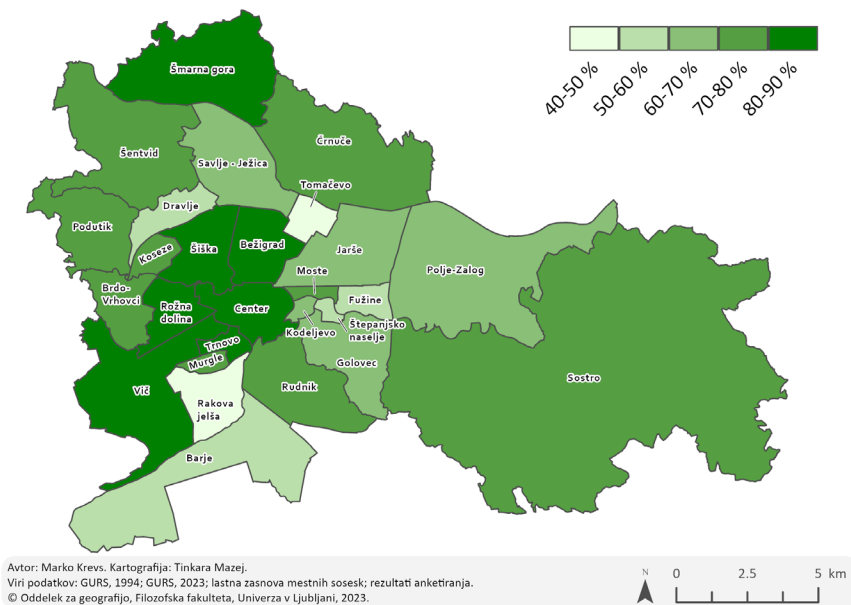 40-50 %
50-60 %
60-70 %
70-80 %
80-90 %
Šmarna gora
Šentvid
Savlje - Ježica
Črnuče
Tomačevo
Dravlje
Podutik
Koseze
Šiška
Bežigrad
Jarše
Polje-Zalog
Moste
Brdo-
Vrhovci
Rožna
dolina
Center
Fužine
Kodeljevo
Štepanjsko
naselje
Trnovo
Murgle
Golovec
Vič
Rudnik
Sostro
Rakova
jelša
Barje
Avtor: Marko Krevs. Kartografija: Tinkara Mazej.
Viri podatkov: GURS, 1994; GURS, 2023; lastna zasnova mestnih sosesk; rezultati anketiranja.
© Oddelek za geografijo, Filozofska fakulteta, Univerza v Ljubljani, 2023.
N
0 2.5 5 km